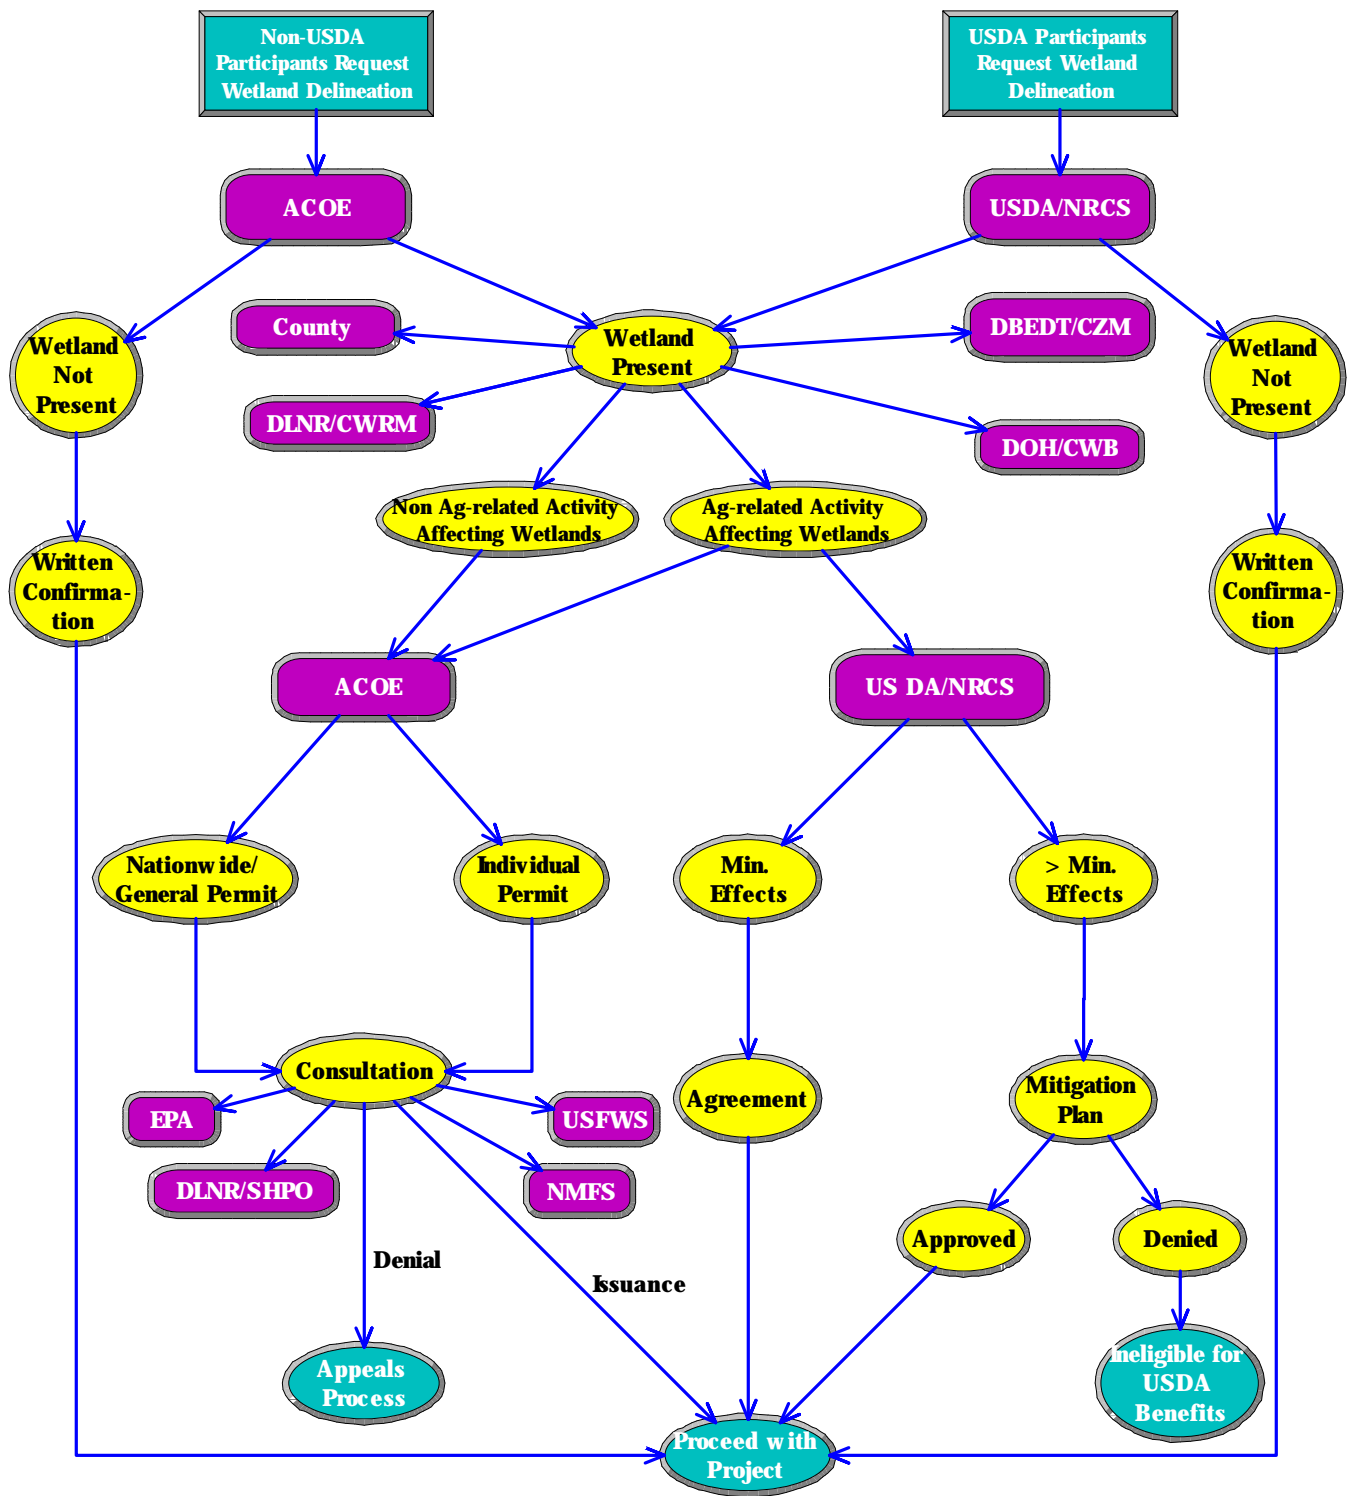 Non-USDA
Participants Request
Wetland Delineation
USDA Participants
Request Wetland
Delineation
ACOE
USDA/NRCS
County
DBEDT/CZM
Wetland
Present
Wetland
Not
Present
Wetland
Not
Present
DLNR/CWRM
DOH/CWB
Non Ag-related Activity
Affecting Wetlands
Ag-related Activity
Affecting Wetlands
Written
Confirma-
tion
Written
Confirma-
tion
ACOE
US DA/NRCS
Nationwide/
General Permit
Individual
Permit
Min.
Effects
> Min.
Effects
Consultation
Agreement
Mitigation
Plan
EPA
USFWS
DLNR/SHPO
NMFS
Approved
Denied
Denial
Issuance
Appeals
Process
Ineligible for
USDA
Benefits
Proceed with
Project